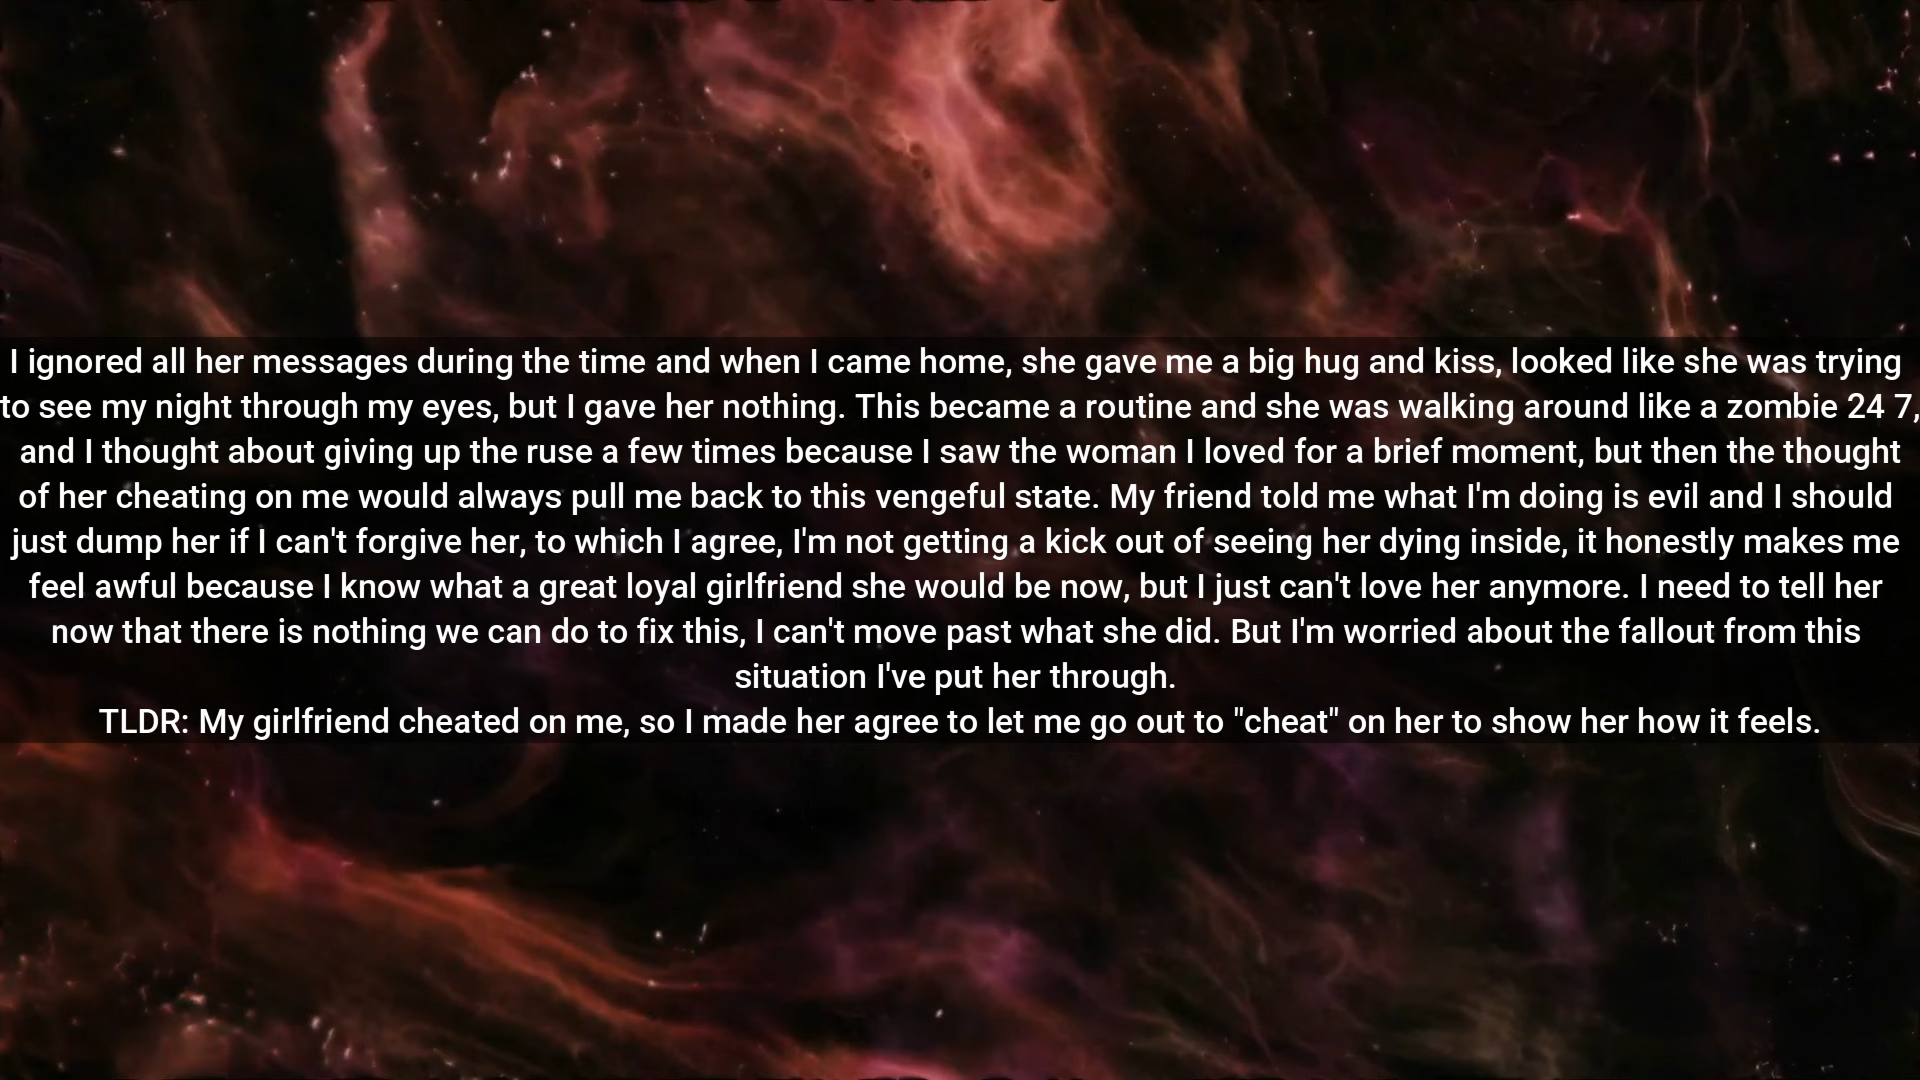 I ignored all her messages during the time and when I came home, she gave me a big hug and kiss, looked like she was trying
to see my night through my eyes, but I gave her nothing. This became a routine and she was walking around like a zombie 24 7,
and I thought about giving up the ruse a few times because I saw the woman I loved for a brief moment, but then the thought
of her cheating on me would always pull me back to this vengeful state. My friend told me what I'm doing is evil and I should
just dump her if I can't forgive her, to which I agree, I'm not getting a kick out of seeing her dying inside, it honestly makes me
feel awful because I know what a great loyal girlfriend she would be now, but I just can't love her anymore. I need to tell her
now that there is nothing we can do to fix this, I can't move past what she did. But I'm worried about the fallout from this
situation I've put her through.
TLDR: My girlfriend cheated on me, so I made her agree to let me go out to "cheat" on her to show her how it feels.